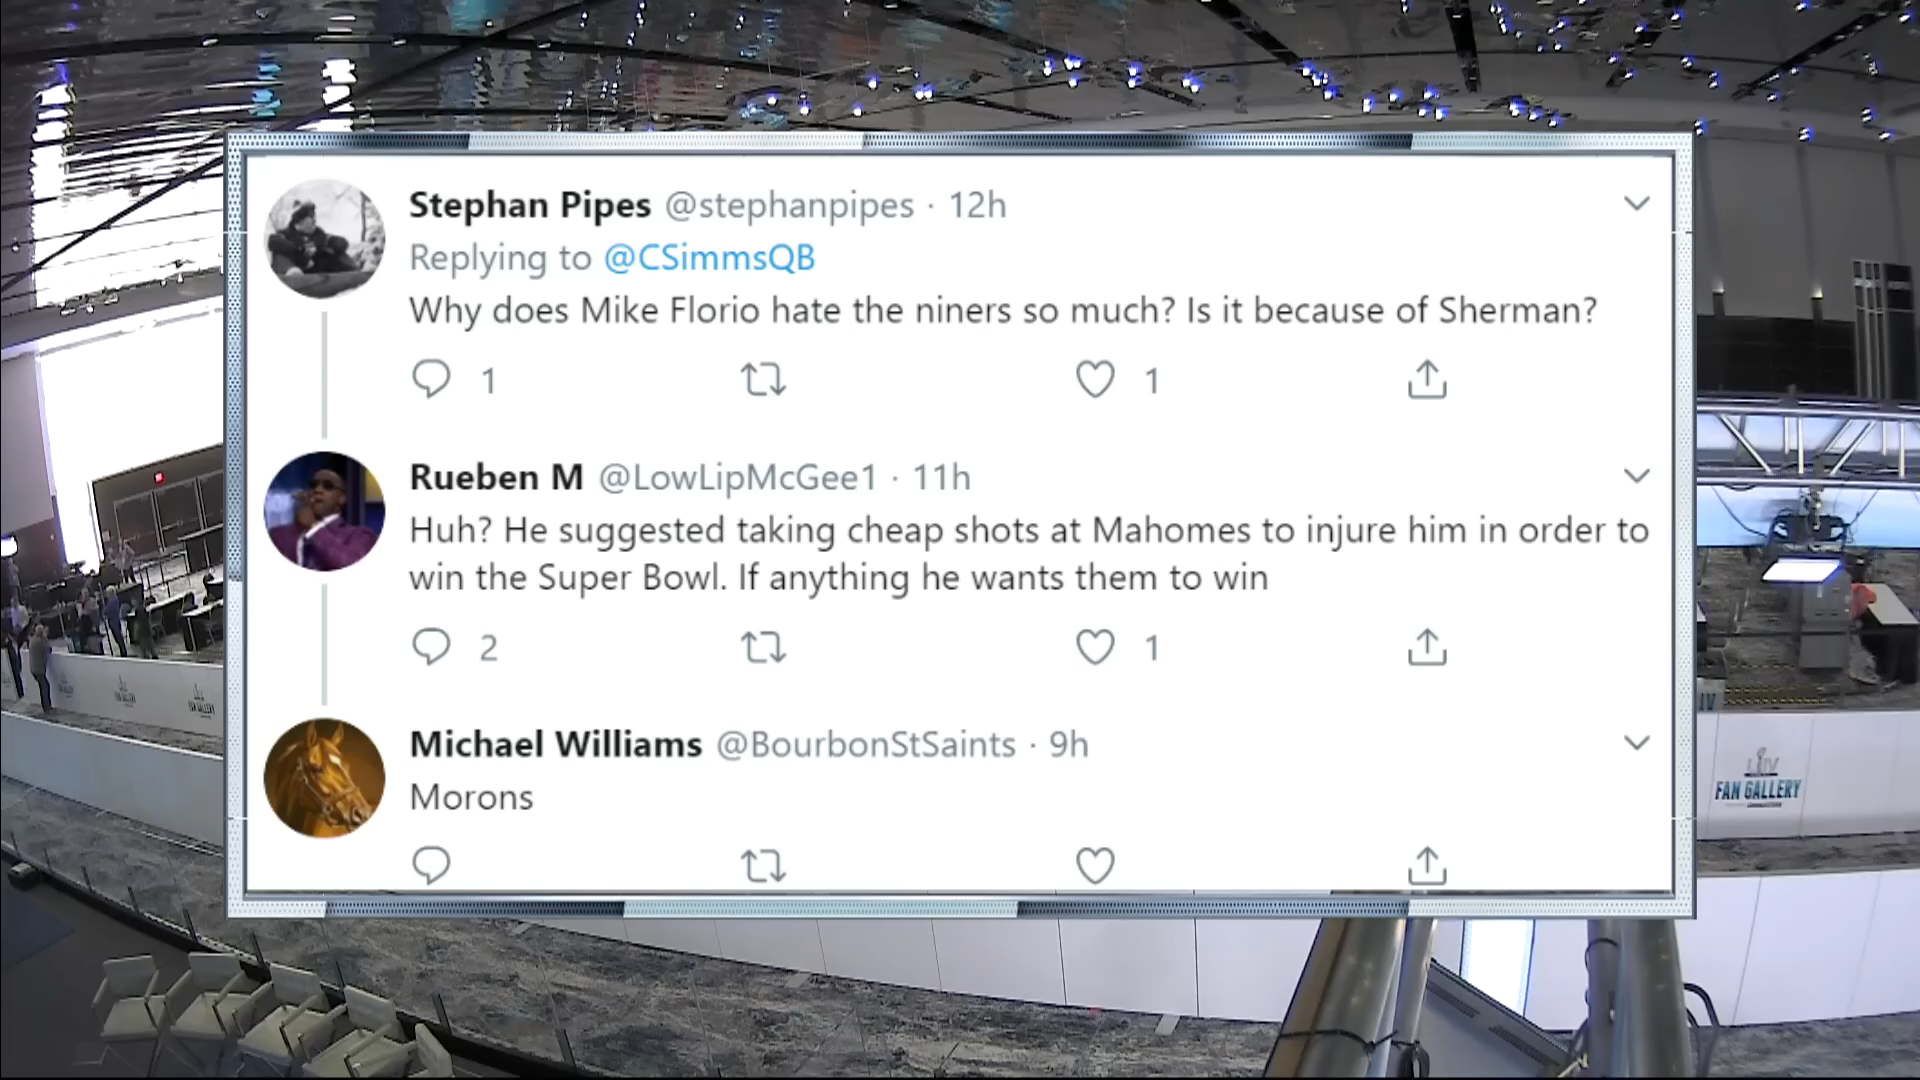 Stephan Pipes @stephanpipes · 12h
Replying to @CSimmsQB
Why does Mike Florio hate the niners so much? Is it because of Sherman?
1 1
Rueben M @LowLipMcGee1 · 11h
Huh? He suggested taking cheap shots at Mahomes to injure him in order to
win the Super Bowl. If anything he wants them to win
2 1
Michael Williams @BourbonStSaints · 9h
Morons
LIV
FAN GALLERY